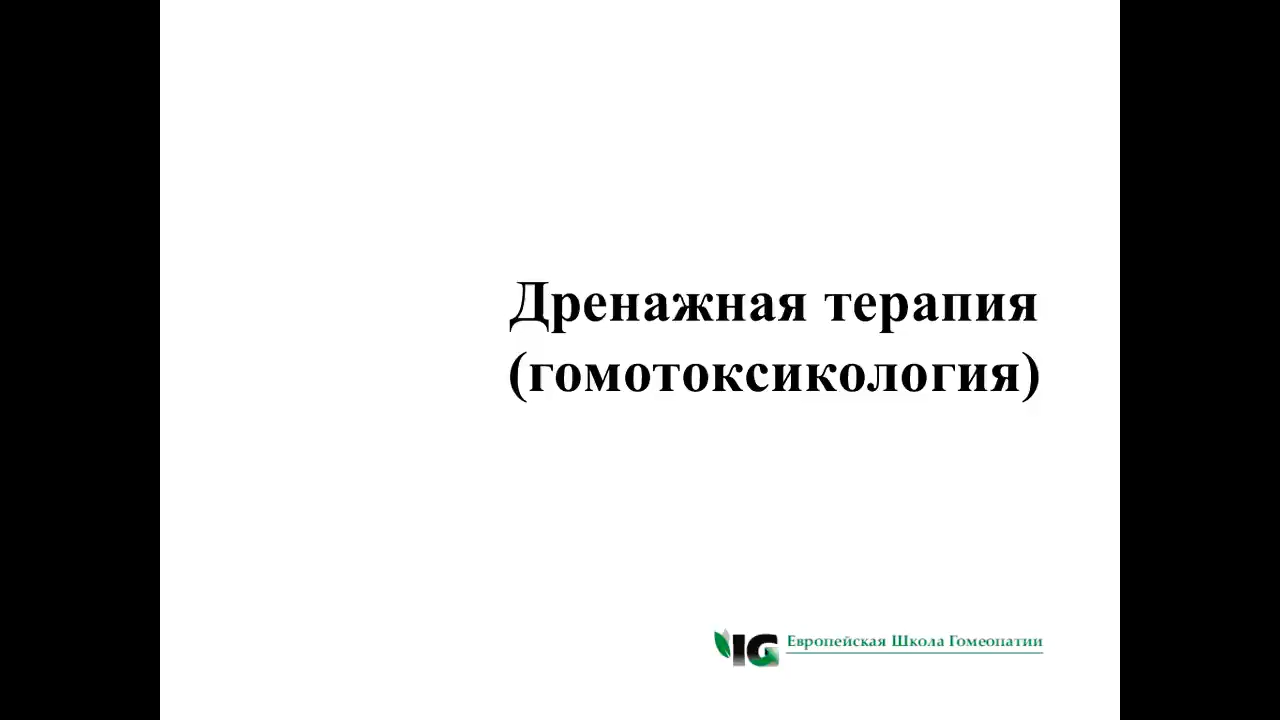 Дренажная терапия
(гомотоксикология)
IG Европейская Школа Гомеопатии